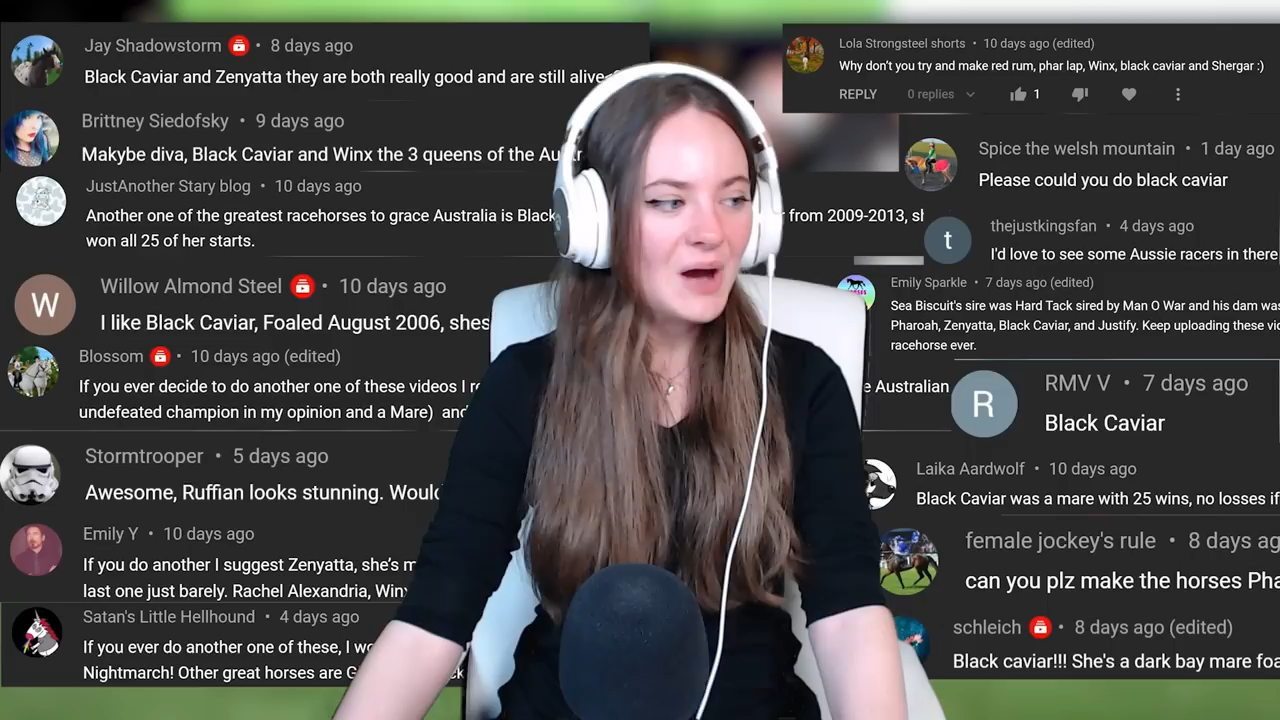 Jay Shadowstorm • 8 days ago
Black Caviar and Zenyatta they are both really good and are still alive
Brittney Siedofsky • 9 days ago
Makybe diva, Black Caviar and Winx the 3 queens of the
JustAnother Stary blog • 10 days ago
Another one of the greatest racehorses to grace Australia is Black
from 2009-2013,
won all 25 of her starts.
Willow Almond Steel • 10 days ago
I like Black Caviar, Foaled August 2006, shes
Blossom • 10 days ago (edited)
If you ever decide to do another one of these videos I
Australian
undefeated champion in my opinion and a Mare) and
Stormtrooper • 5 days ago
Awesome, Ruffian looks stunning.
Emily Y • 10 days ago
If you do another I suggest Zenyatta, she's
last one just barely. Rachel Alexandria,
Satan's Little Hellhound • 4 days ago
If you ever do another one of these, I
Nightmarch! Other great horses are
Lola Strongsteel shorts • 10 days ago (edited)
Why don't you try and make red rum, phar lap, Winx, black caviar and Shergar :)
REPLY 0 replies 1
Spice the welsh mountain • 1 day ago
Please could you do black caviar
t
thejustkingsfan • 4 days ago
I'd love to see some Aussie racers in there
Emily Sparkle • 7 days ago (edited)
Sea Biscuit's sire was Hard Tack sired by Man O War and his dam was
Pharoah, Zenyatta, Black Caviar, and Justify. Keep uploading these
racehorse ever.
R
RMV V • 7 days ago
Black Caviar
Laika Aardwolf • 10 days ago
Black Caviar was a mare with 25 wins, no losses if
female jockey's rule • 8 days
can you plz make the horses
schleich • 8 days ago (edited)
Black caviar!!! She's a dark bay mare
W